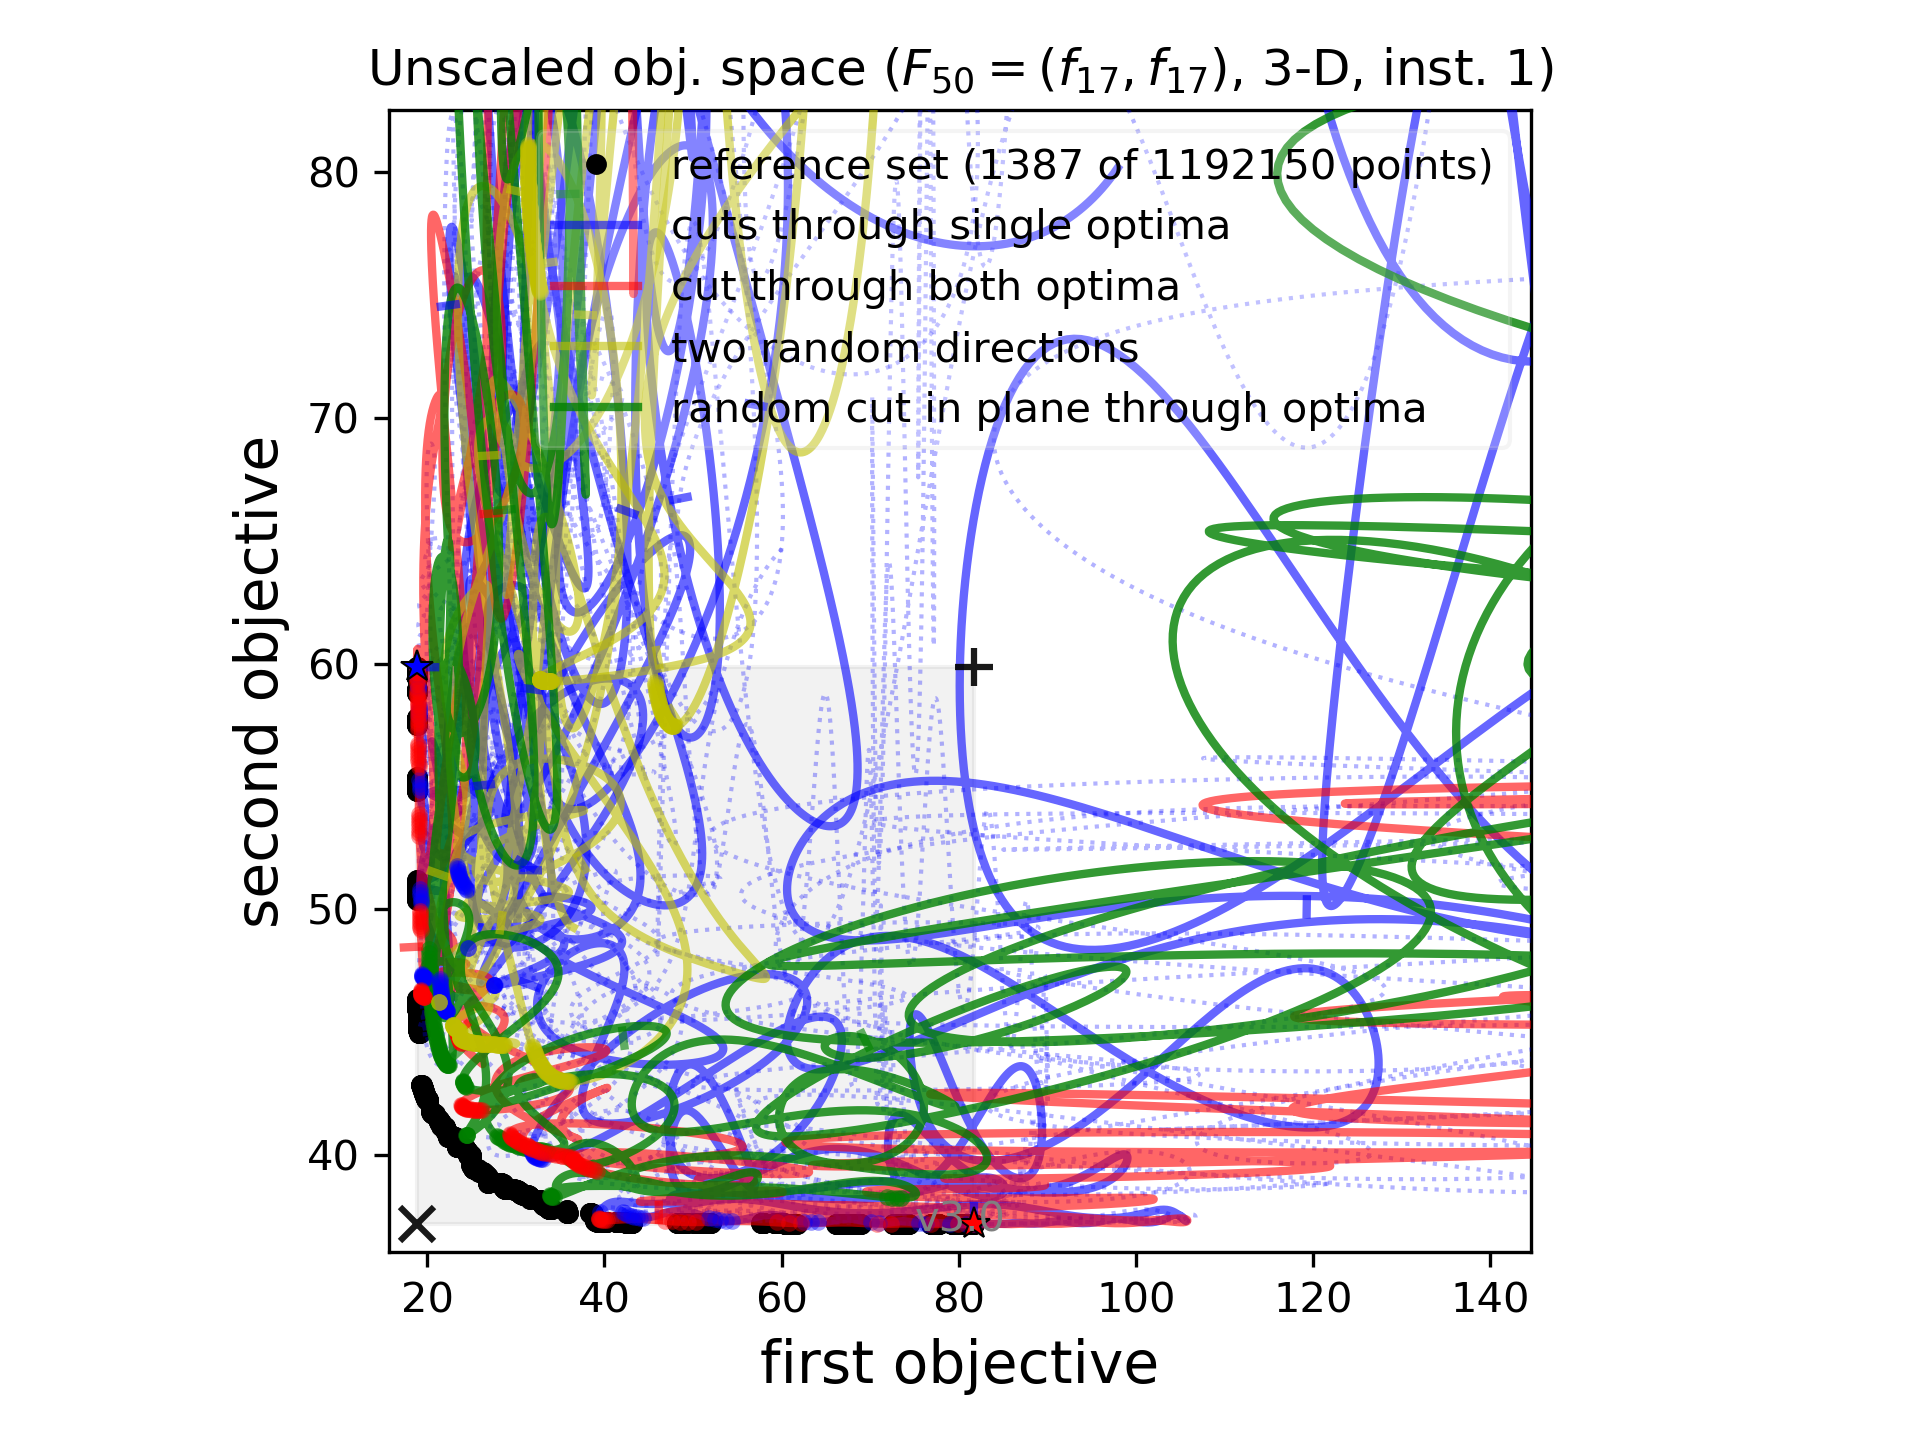 Unscaled obj. space (F50 = (f17, f17), 3-D, inst. 1)
reference set (1387 of 1192150 points)
cuts through single optima
cut through both optima
two random directions
random cut in plane through optima
80
70
60
50
40
second objective
v3.0
20 40 60 80 100 120 140
first objective